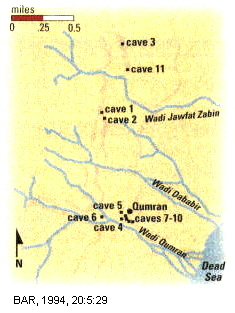 miles
0 .25 0.5
cave 3
cave 11
cave 1
cave 2
Wadi Jawfat Zabin
Wadi Dababir
cave 5
Qumran
cave 6
caves 7-10
cave 4
Wadi Qumran
N
Dead
Sea
BAR, 1994, 20:5:29